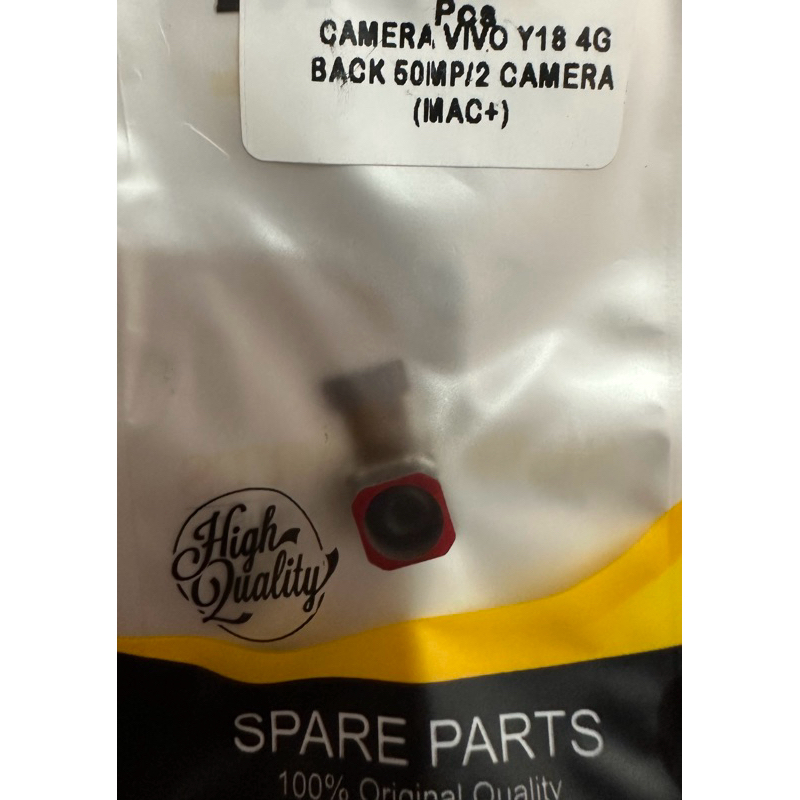 Pcs
CAMERA VIVO Y18 4G
BACK 50MP/2 CAMERA
(MAC+)
High
Quality
SPARE PARTS
100% Original Quality